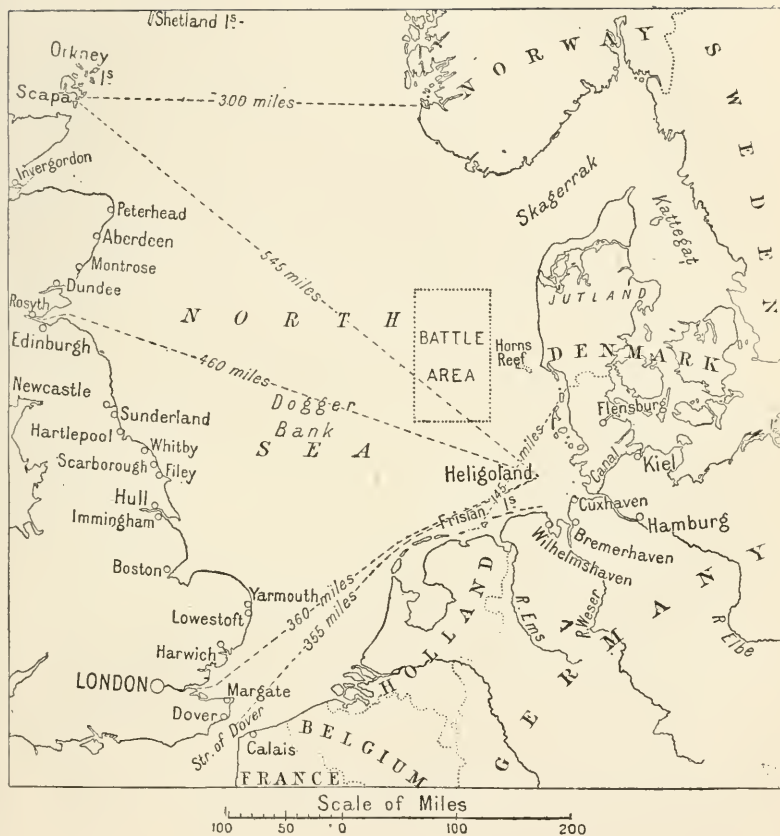 Shetland Is-
Orkney
Is
Scapa
300 miles
NORWAY
SWEDEN
Invergordon
Skagerrak
Kattegat
Peterhead
Aberdeen
Montrose
Dundee
545 miles
JUTLAND
Rosyth
Edinburgh
NORTH
SEA
460 miles
BATTLE
AREA
Horns
Reef
DENMARK
Dogger
Bank
Newcastle
Sunderland
Hartlepool
Whitby
Scarborough
Filey
Flensburg
Canal
Kiel
Heligoland
145 miles
Hull
Immingham
Frisian Is
Cuxhaven
Hamburg
Bremerhaven
Wilhelmshaven
Boston
Yarmouth
Lowestoft
360 miles
355 miles
HOLLAND
R. Ems
R. Weser
R. Elbe
GERMANY
Harwich
LONDON
Margate
Dover
Str. of Dover
Calais
BELGIUM
FRANCE
Scale of Miles
100 50 0 100 200